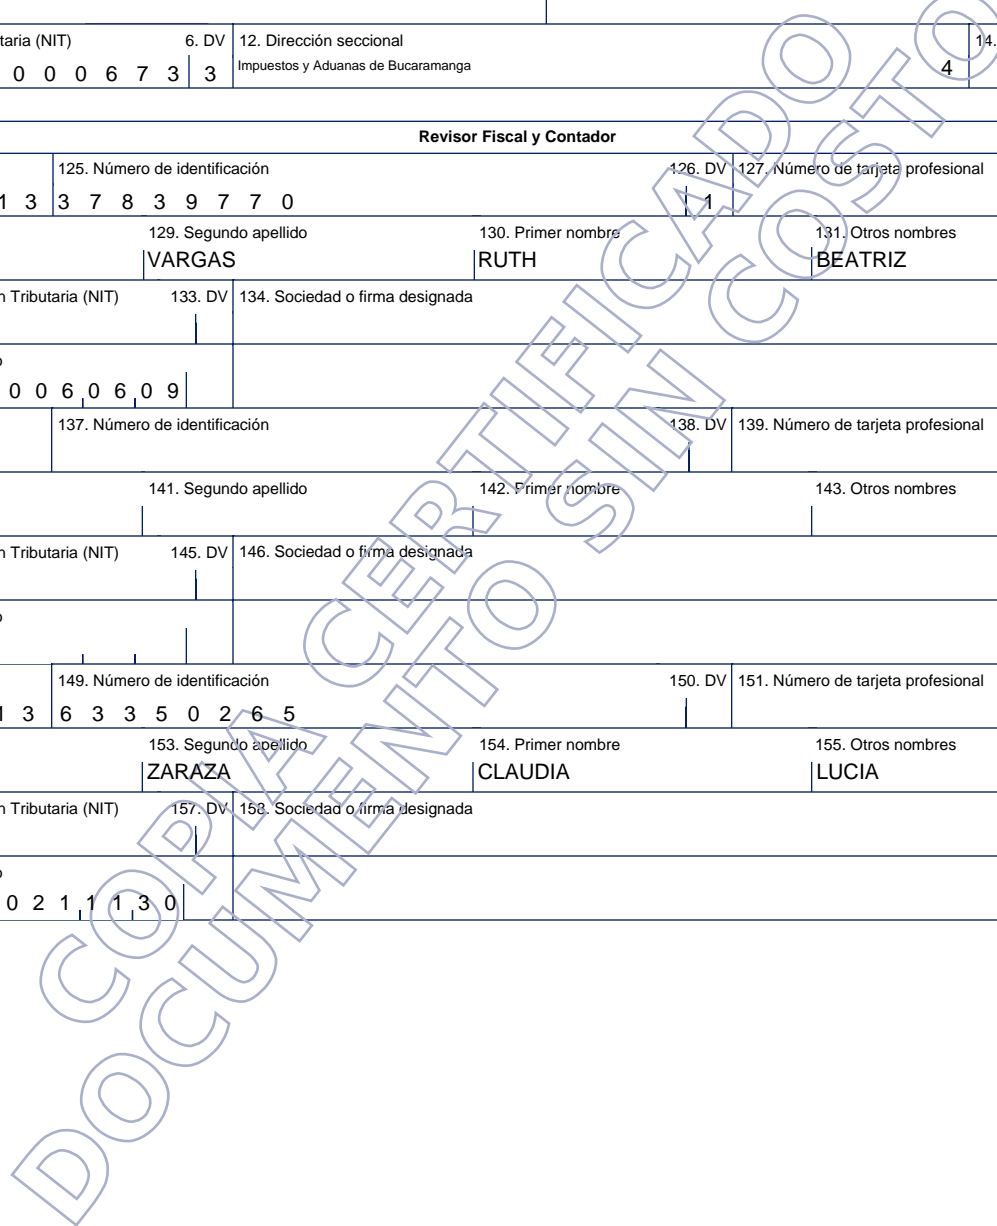 taria (NIT) 6. DV 12. Dirección seccional 14.
0 0 0 6 7 3 3 Impuestos y Aduanas de Bucaramanga 4
Revisor Fiscal y Contador
125. Número de identificación 126. DV 127. Número de tarjeta profesional
1 3 3 7 8 3 9 7 7 0 1
129. Segundo apellido 130. Primer nombre 131. Otros nombres
VARGAS RUTH BEATRIZ
n Tributaria (NIT) 133. DV 134. Sociedad o firma designada
o
0 0 6 0 6 0 9
137. Número de identificación 138. DV 139. Número de tarjeta profesional
141. Segundo apellido 142. Primer nombre 143. Otros nombres
n Tributaria (NIT) 145. DV 146. Sociedad o firma designada
o
149. Número de identificación 150. DV 151. Número de tarjeta profesional
1 3 6 3 3 5 0 2 6 5
153. Segundo apellido 154. Primer nombre 155. Otros nombres
ZARAZA CLAUDIA LUCIA
n Tributaria (NIT) 157. DV 158. Sociedad o firma designada
o
0 2 1 1 1 3 0
COPIA CERTIFICADO
DOCUMENTO SIN COSTO